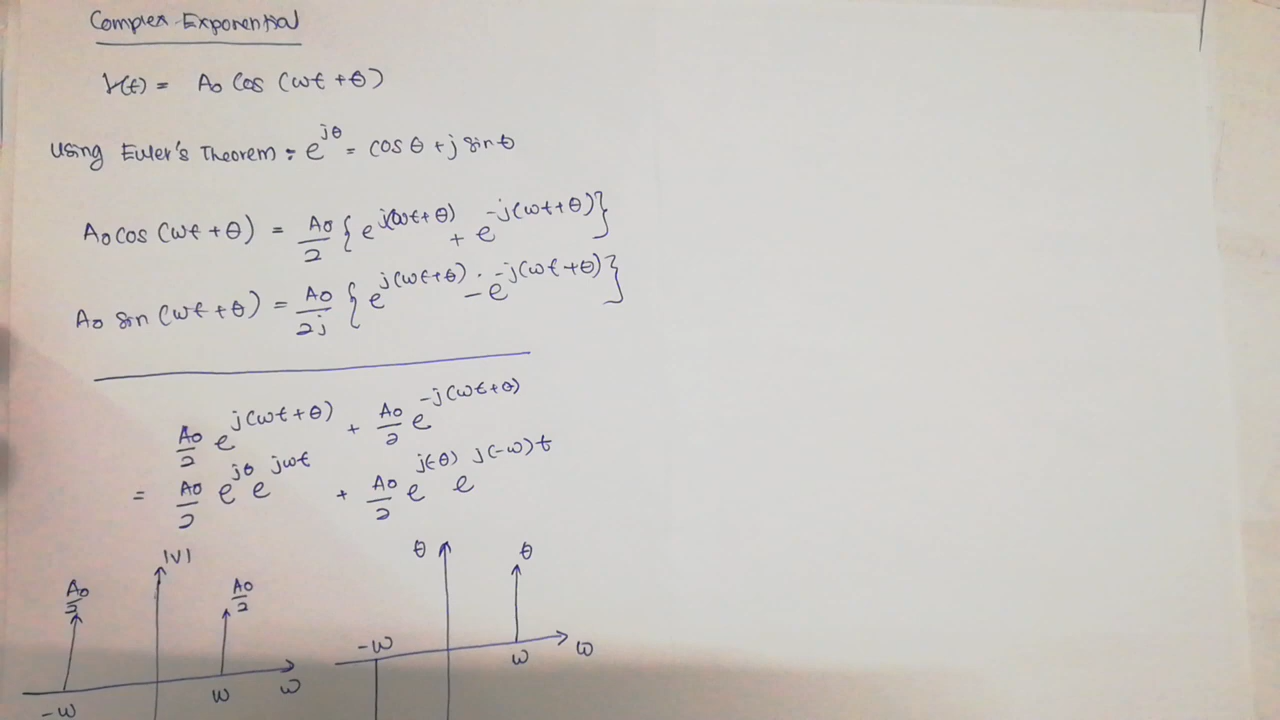 Complex Exponential
V(t) = A₀ cos (ωt + θ)
Using Euler's Theorem : e^{jθ} = cos θ + j sin θ
A₀ cos (ωt + θ) = A₀/2 { e^{j(ωt + θ)} + e^{-j(ωt + θ)} }
A₀ sin (ωt + θ) = A₀/2j { e^{j(ωt + θ)} - e^{-j(ωt + θ)} }
A₀/2 e^{j(ωt + θ)} + A₀/2 e^{-j(ωt + θ)}
= A₀/2 e^{jθ} e^{jωt} + A₀/2 e^{j(-θ)} e^{j(-ω)t}
|V|
A₀/2
A₀/2
-ω
ω
ω
θ
θ
-ω
ω
ω